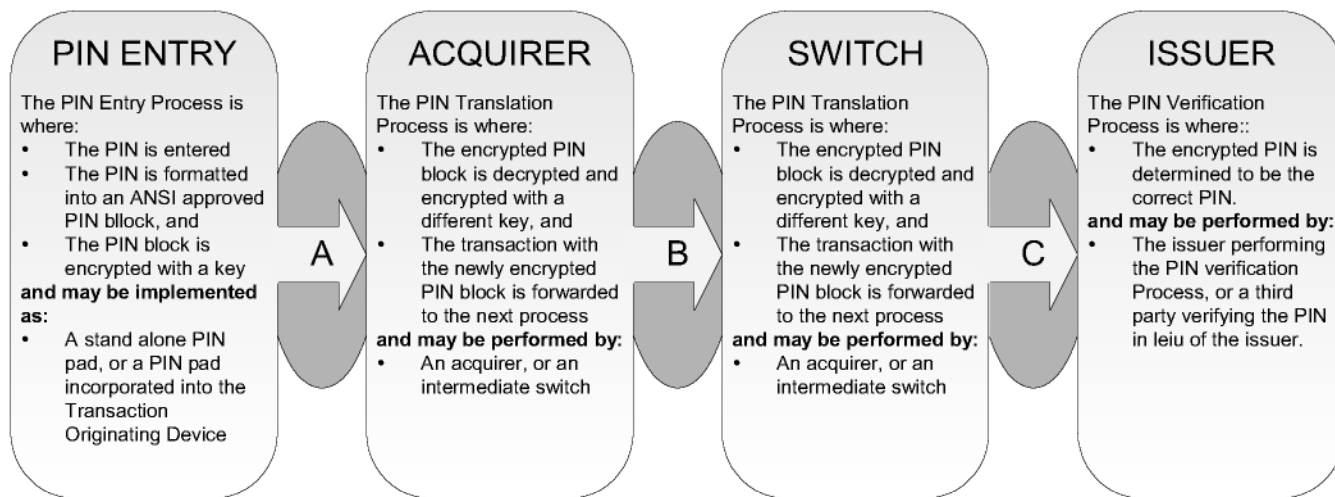 PIN ENTRY
The PIN Entry Process is
where:
• The PIN is entered
• The PIN is formatted
into an ANSI approved
PIN bllock, and
• The PIN block is
encrypted with a key
and may be implemented
as:
• A stand alone PIN
pad, or a PIN pad
incorporated into the
Transaction
Originating Device
A
ACQUIRER
The PIN Translation
Process is where:
• The encrypted PIN
block is decrypted and
encrypted with a
different key, and
• The transaction with
the newly encrypted
PIN block is forwarded
to the next process
and may be performed by:
• An acquirer, or an
intermediate switch
B
SWITCH
The PIN Translation
Process is where:
• The encrypted PIN
block is decrypted and
encrypted with a
different key, and
• The transaction with
the newly encrypted
PIN block is forwarded
to the next process
and may be performed by:
• An acquirer, or an
intermediate switch
C
ISSUER
The PIN Verification
Process is where::
• The encrypted PIN is
determined to be the
correct PIN.
and may be performed by:
• The issuer performing
the PIN verification
Process, or a third
party verifying the PIN
in leiu of the issuer.